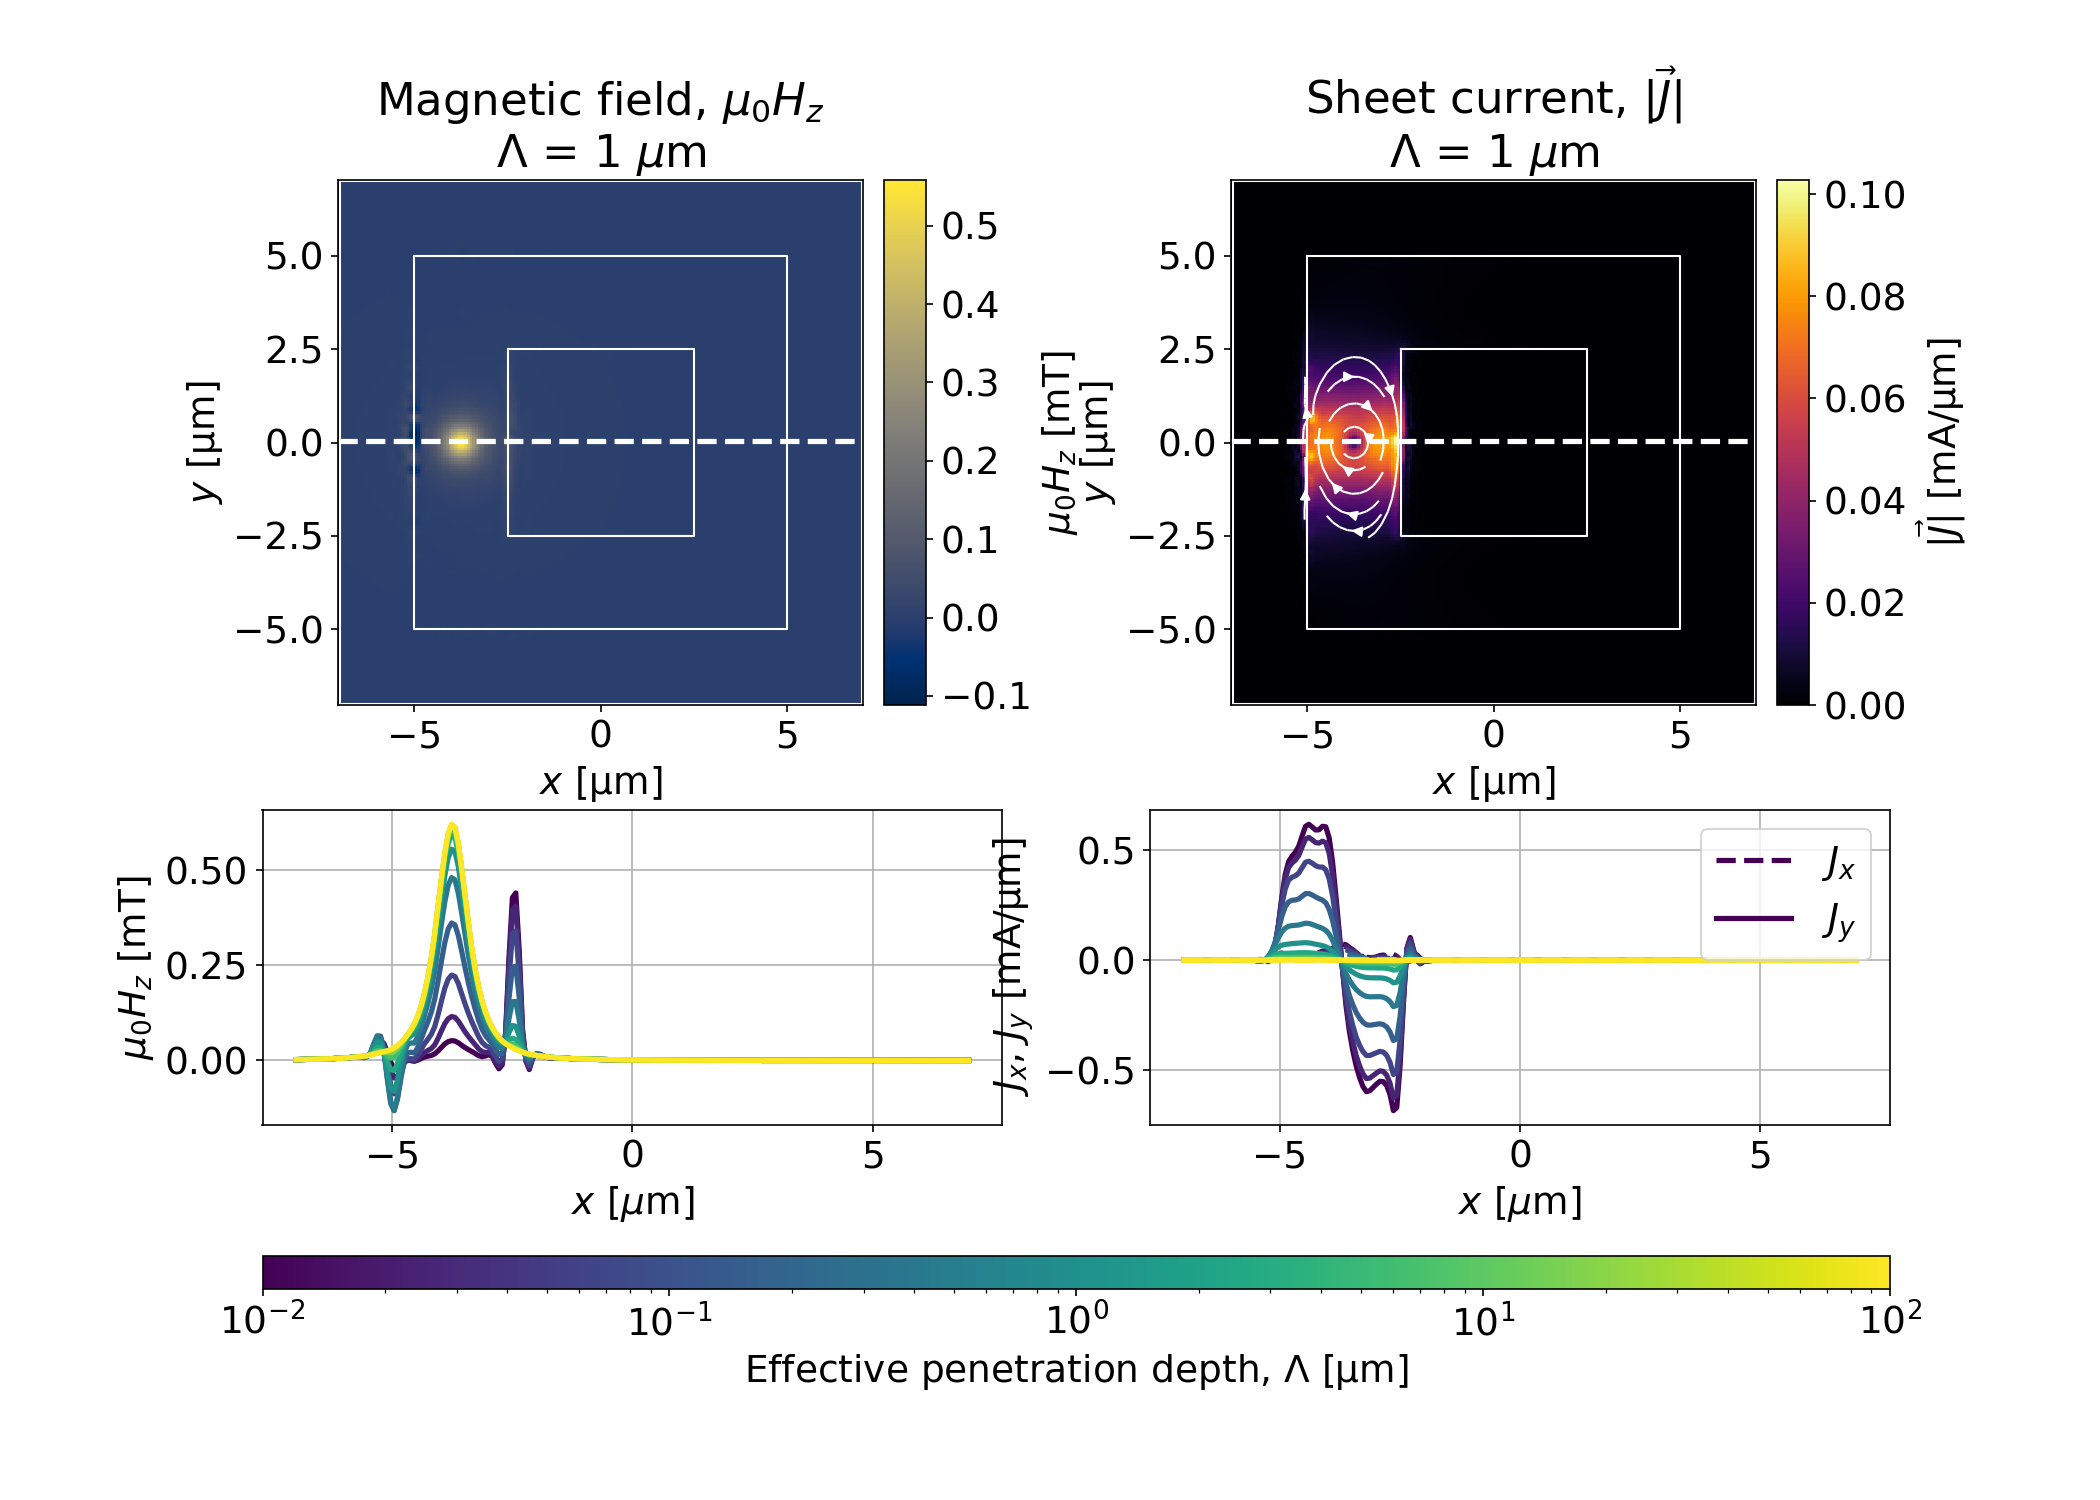 Magnetic field, μ₀H_z
Λ = 1 μm
5.0
2.5
0.0
−2.5
−5.0
y [μm]
−5
0
5
x [μm]
0.5
0.4
0.3
0.2
0.1
0.0
−0.1
μ₀H_z [mT]
Sheet current, |J⃗|
Λ = 1 μm
5.0
2.5
0.0
−2.5
−5.0
y [μm]
−5
0
5
x [μm]
0.10
0.08
0.06
0.04
0.02
0.00
|J⃗| [mA/μm]
0.50
0.25
0.00
μ₀H_z [mT]
−5
0
5
x [μm]
0.5
0.0
−0.5
J_x, J_y [mA/μm]
J_x
J_y
−5
0
5
x [μm]
10⁻²
10⁻¹
10⁰
10¹
10²
Effective penetration depth, Λ [μm]